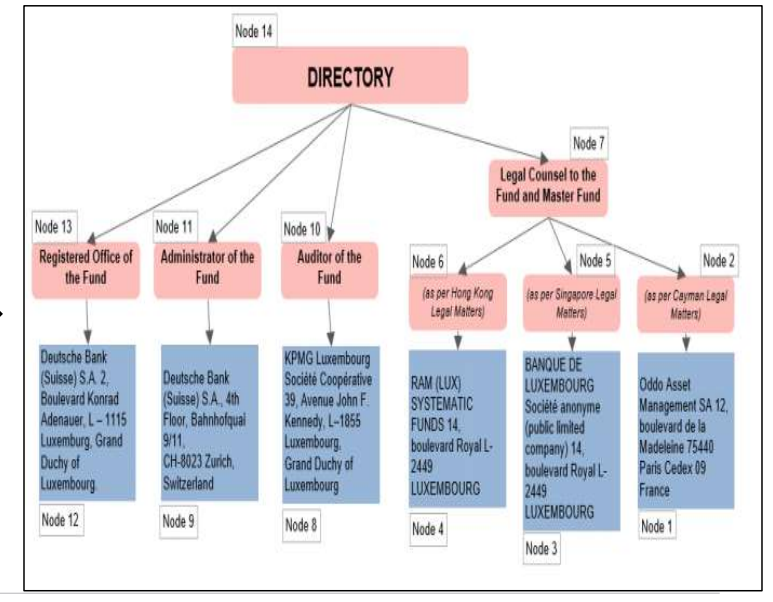 Node 14
DIRECTORY
Node 7
Legal Counsel to the
Fund and Master Fund
Node 13
Registered Office of
the Fund
Node 11
Administrator of the
Fund
Node 10
Auditor of the
Fund
Node 6
(as per Hong Kong
Legal Matters)
Node 5
(as per Singapore Legal
Matters)
Node 2
(as per Cayman Legal
Matters)
Deutsche Bank
(Suisse) S.A. 2,
Boulevard Konrad
Adenauer, L – 1115
Luxemburg, Grand
Duchy of
Luxembourg.
Node 12
Deutsche Bank
(Suisse) S.A., 4th
Floor, Bahnhofquai
9/11,
CH-8023 Zurich,
Switzerland
Node 9
KPMG Luxembourg
Société Coopérative
39, Avenue John F.
Kennedy, L–1855
Luxembourg,
Grand Duchy of
Luxembourg
Node 8
RAM (LUX)
SYSTEMATIC
FUNDS 14,
boulevard Royal L-
2449
LUXEMBOURG
Node 4
BANQUE DE
LUXEMBOURG
Société anonyme
(public limited
company) 14,
boulevard Royal L-
2449
LUXEMBOURG
Node 3
Oddo Asset
Management SA 12,
boulevard de la
Madeleine 75440
Paris Cedex 09
France
Node 1